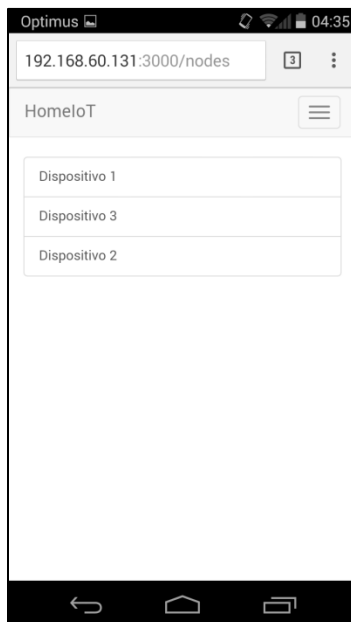 Optimus 04:35
192.168.60.131:3000/nodes 3
HomeIoT
Dispositivo 1
Dispositivo 3
Dispositivo 2